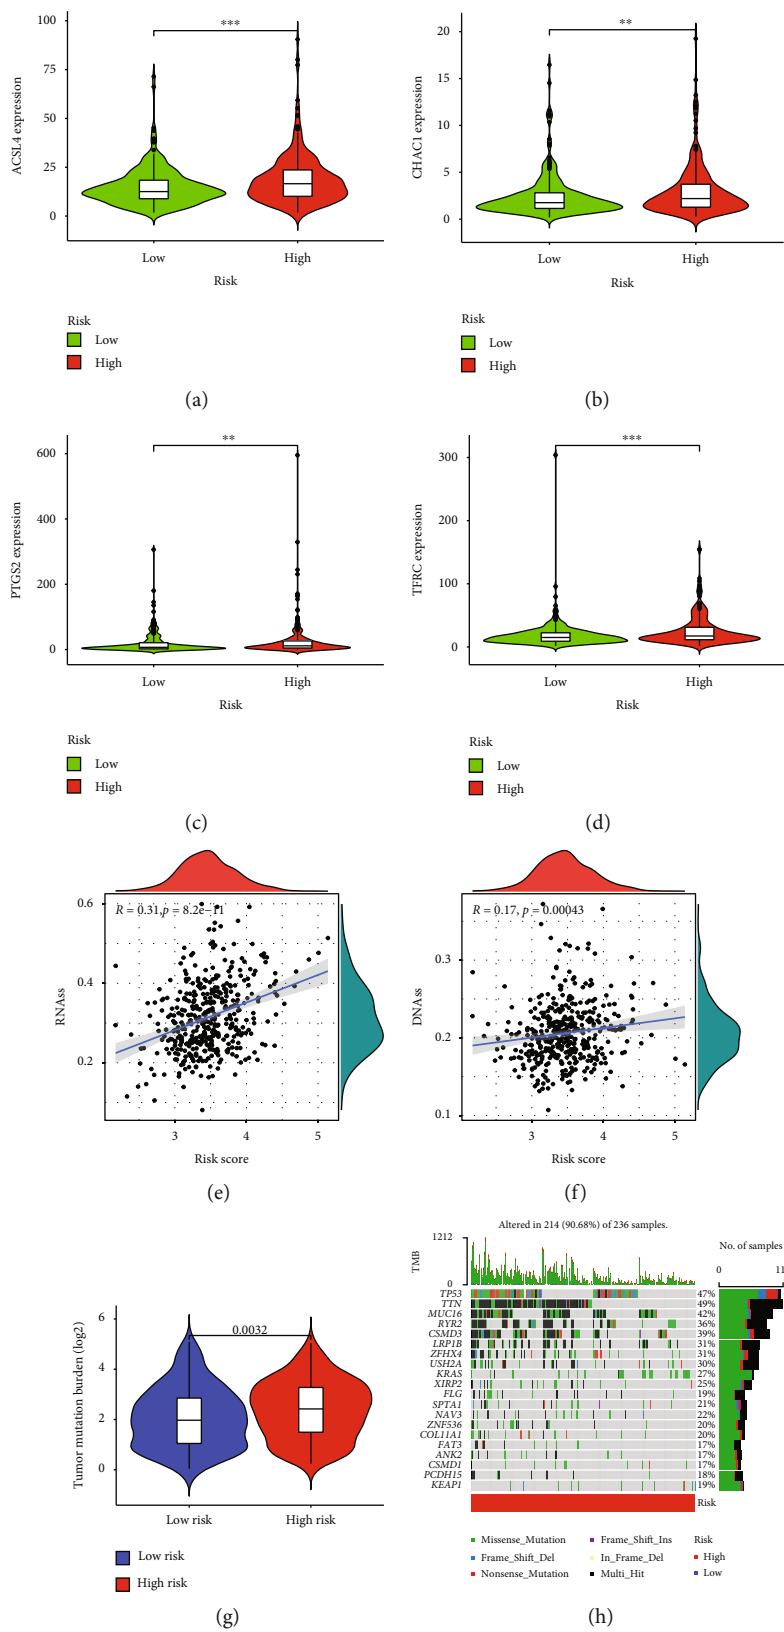 100
75
50
25
0
ACSL4 expression
***
Low
High
Risk
Risk
Low
High
(a)
20
15
10
5
0
CHAC1 expression
**
Low
High
Risk
Risk
Low
High
(b)
600
400
200
0
PTGS2 expression
**
Low
High
Risk
Risk
Low
High
(c)
300
200
100
0
TFRC expression
***
Low
High
Risk
Risk
Low
High
(d)
R = 0.31, p = 8.2e−11
0.6
0.4
0.2
RNAss
3
4
5
Risk score
(e)
R = 0.17, p = 0.00043
0.3
0.2
0.1
DNAss
3
4
5
Risk score
(f)
6
4
2
0
Tumor mutation burden (log2)
0.0032
Low risk
High risk
Low risk
High risk
(g)
Altered in 214 (90.68%) of 236 samples.
1212
0
TMB
No. of samples
0
11
TP53 47%
TTN 49%
MUC16 42%
RYR2 36%
CSMD3 39%
LRP1B 31%
ZFHX4 31%
USH2A 30%
KRAS 27%
XIRP2 25%
FLG 19%
SPTA1 21%
NAV3 22%
ZNF536 20%
COL11A1 20%
FAT3 17%
ANK2 17%
CSMD1 17%
PCDH15 18%
KEAP1 19%
Risk
Missense_Mutation
Frame_Shift_Del
Nonsense_Mutation
Frame_Shift_Ins
In_Frame_Del
Multi_Hit
Risk
High
Low
(h)